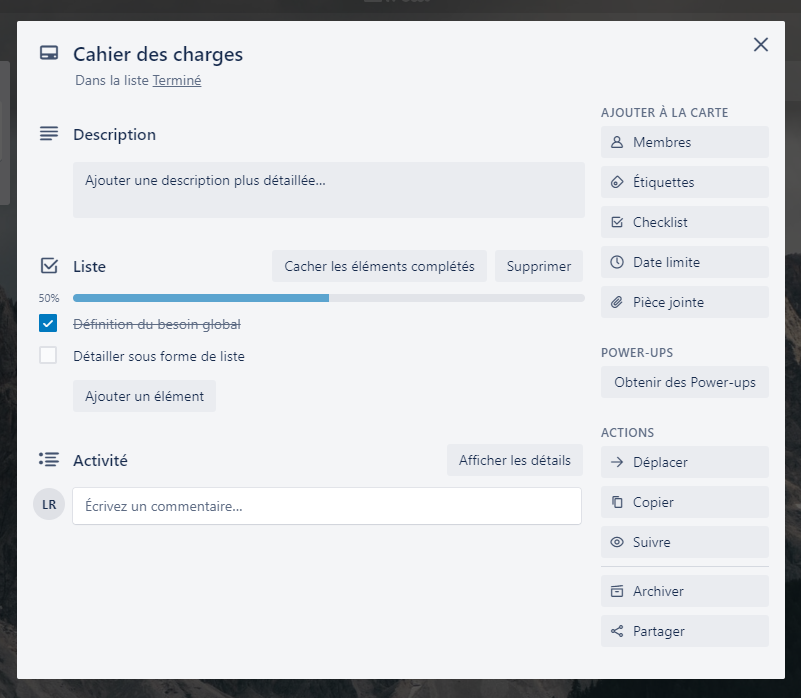 Cahier des charges
Dans la liste Terminé
Description
Ajouter une description plus détaillée...
Liste
Cacher les éléments complétés
Supprimer
50%
Définition du besoin global
Détailler sous forme de liste
Ajouter un élément
Activité
Afficher les détails
LR
Écrivez un commentaire...
AJOUTER À LA CARTE
Membres
Étiquettes
Checklist
Date limite
Pièce jointe
POWER-UPS
Obtenir des Power-ups
ACTIONS
Déplacer
Copier
Suivre
Archiver
Partager